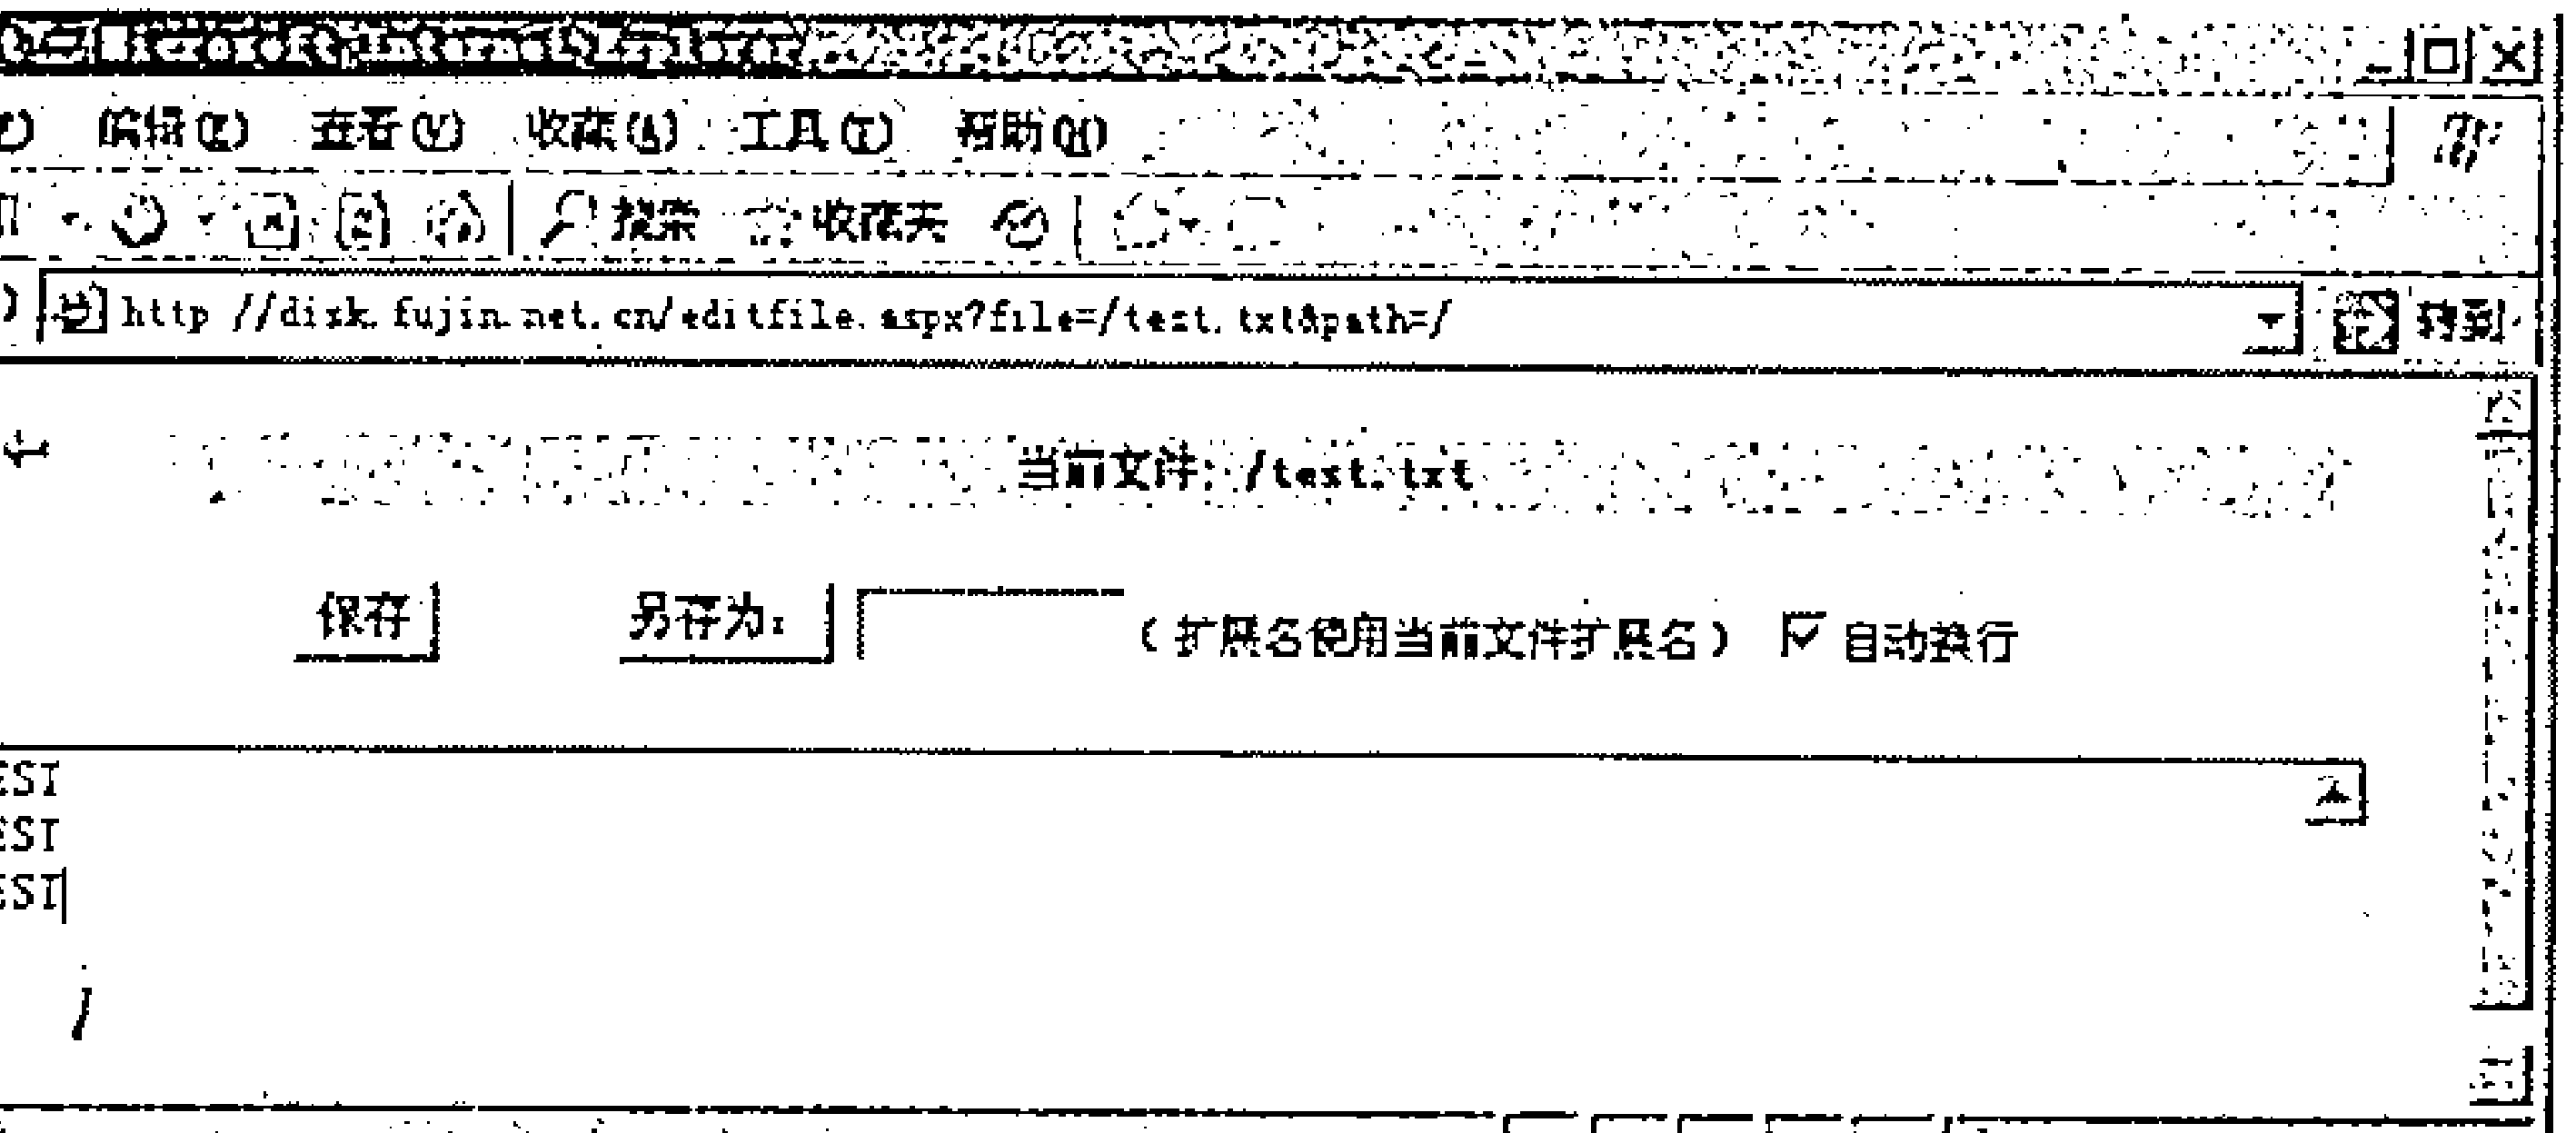 Microsoft Internet Explorer
编辑(E) 查看(V) 收藏(A) 工具(T) 帮助(H)
搜索 收藏夹
http //disk.fujin.net.cn/editfile.aspx?file=/test.txt&path=/ 转到
当前文件: /test.txt
保存 另存为: (扩展名使用当前文件扩展名) 自动换行
EST
EST
EST